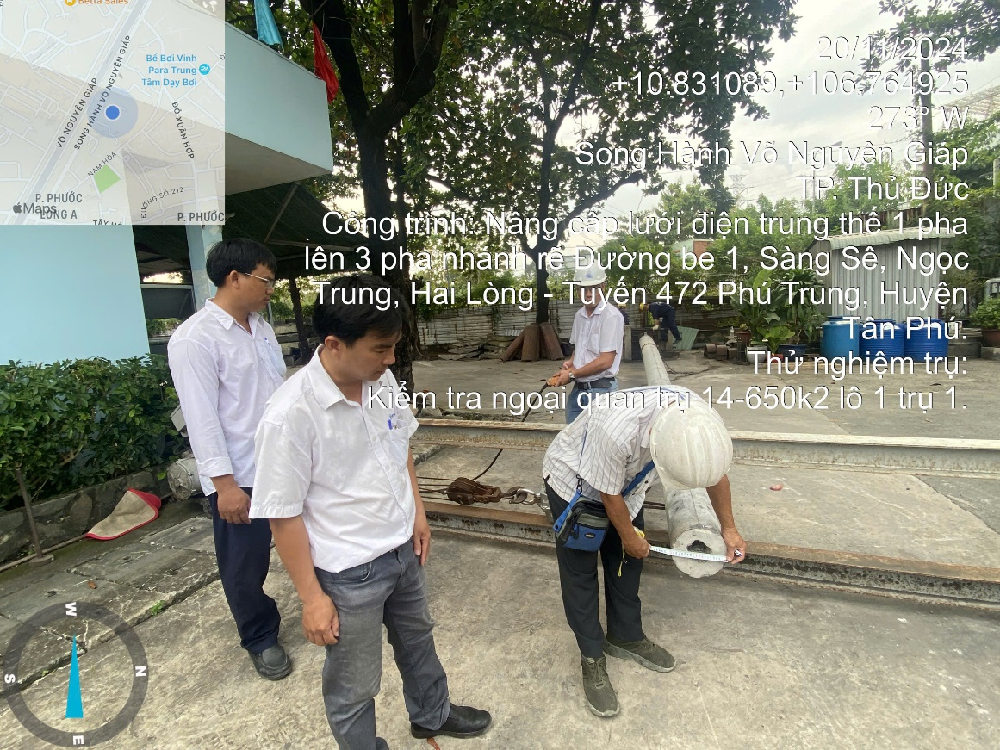 Betta Sales
Bể Bơi Vinh
Para Trung
Tâm Dạy Bơi
VÕ NGUYÊN GIÁP
SONG HÀNH VÕ NGUYÊN GIÁP
ĐỖ XUÂN HỢP
NAM HÒA
ĐƯỜNG SỐ 212
P. PHƯỚC
LONG A
Maps
P. PHƯỚC
20/11/2024
+10.831089,+106.764925
273° W
Song Hành Võ Nguyên Giáp
TP. Thủ Đức
Công trình: Nâng cấp lưới điện trung thế 1 pha
lên 3 pha nhánh rẽ Đường be 1, Sàng Sê, Ngọc
Trung, Hai Lòng - Tuyến 472 Phú Trung, Huyện
Tân Phú.
Thử nghiệm trụ:
Kiểm tra ngoại quan trụ 14-650k2 lô 1 trụ 1.
W
N
S
E